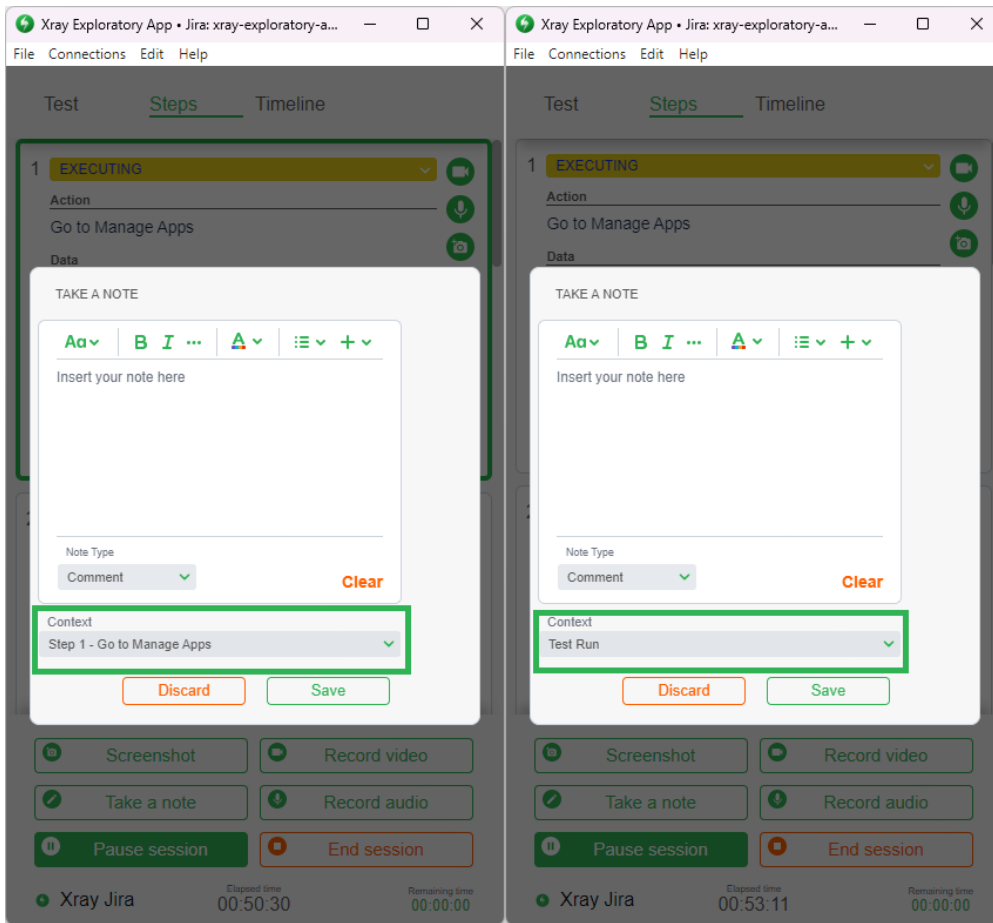 Xray Exploratory App • Jira: xray-exploratory-a...
File Connections Edit Help
Test Steps Timeline
1 EXECUTING
Action
Go to Manage Apps
Data
TAKE A NOTE
Aa B I ... A +
Insert your note here
Note Type
Comment
Clear
Context
Step 1 - Go to Manage Apps
Discard Save
Screenshot Record video
Take a note Record audio
Pause session End session
Xray Jira
Elapsed time
00:50:30
Remaining time
00:00:00
Xray Exploratory App • Jira: xray-exploratory-a...
File Connections Edit Help
Test Steps Timeline
1 EXECUTING
Action
Go to Manage Apps
Data
TAKE A NOTE
Aa B I ... A +
Insert your note here
Note Type
Comment
Clear
Context
Test Run
Discard Save
Screenshot Record video
Take a note Record audio
Pause session End session
Xray Jira
Elapsed time
00:53:11
Remaining time
00:00:00